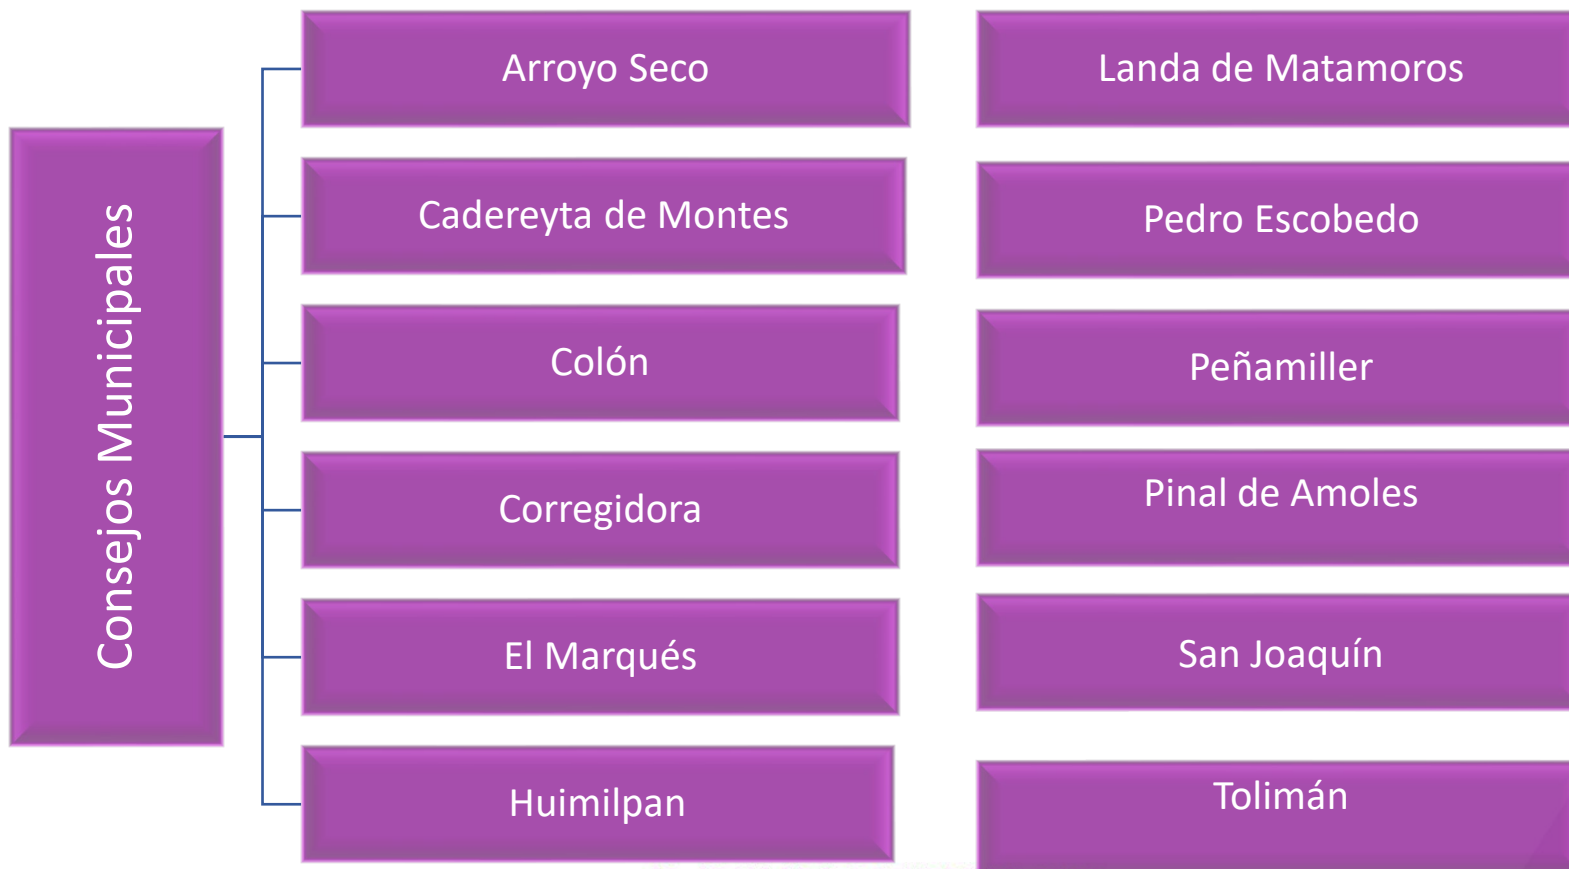 Consejos Municipales
Arroyo Seco
Cadereyta de Montes
Colón
Corregidora
El Marqués
Huimilpan
Landa de Matamoros
Pedro Escobedo
Peñamiller
Pinal de Amoles
San Joaquín
Tolimán